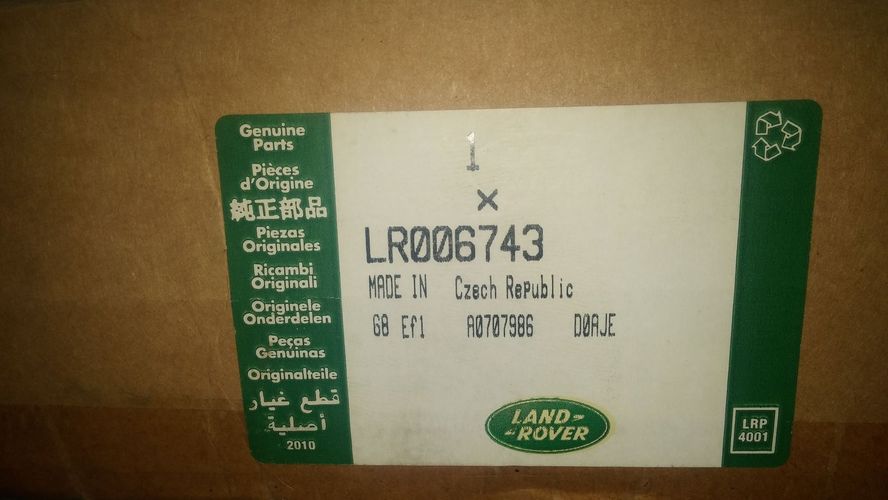 Genuine
Parts
Pièces
d'Origine
純正部品
Piezas
Originales
Ricambi
Originali
Originele
Onderdelen
Peças
Genuinas
Originalteile
قطع غيار
أصلية
2010
1
×
LR006743
MADE IN Czech Republic
G8 Ef1 A0707986 D0AJE
LAND-
-ROVER
LRP
4001